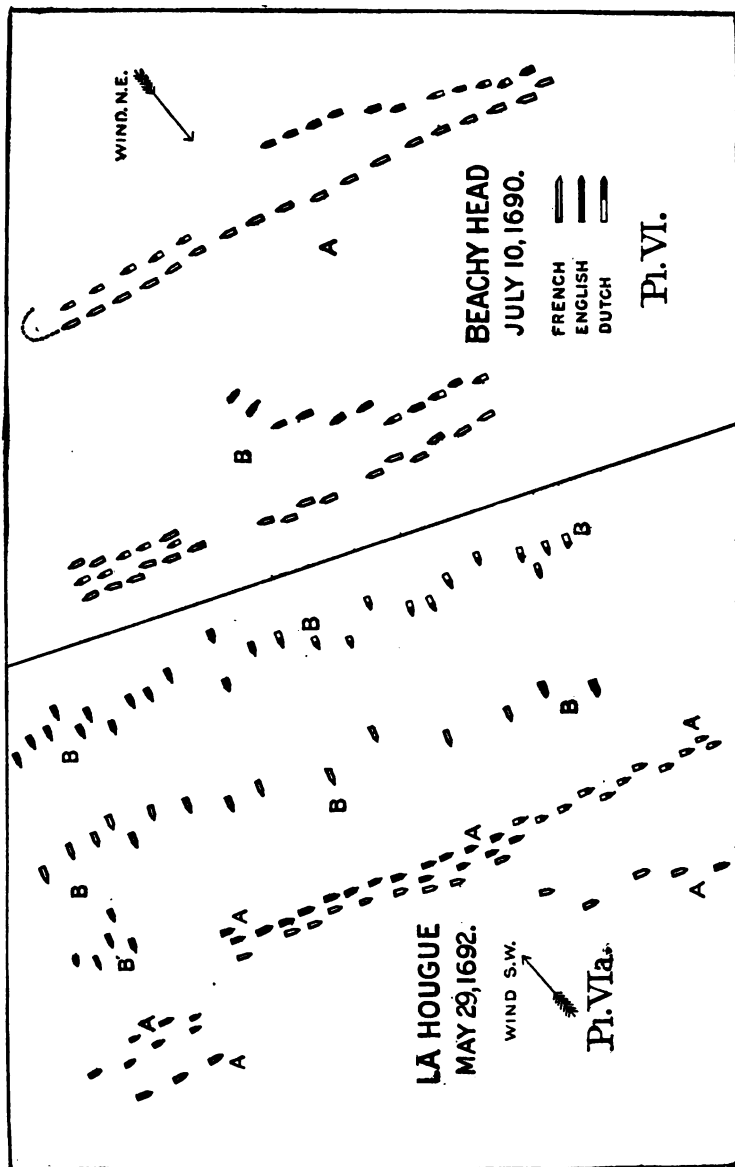 WIND. N.E.
A
BEACHY HEAD
JULY 10, 1690.
FRENCH
ENGLISH
DUTCH
Pl. VI.
B
B
B
B
B
B
B
B
B'
A
A
A
A
A
A
LA HOUGUE
MAY 29, 1692.
WIND S.W.
Pl. VIa.